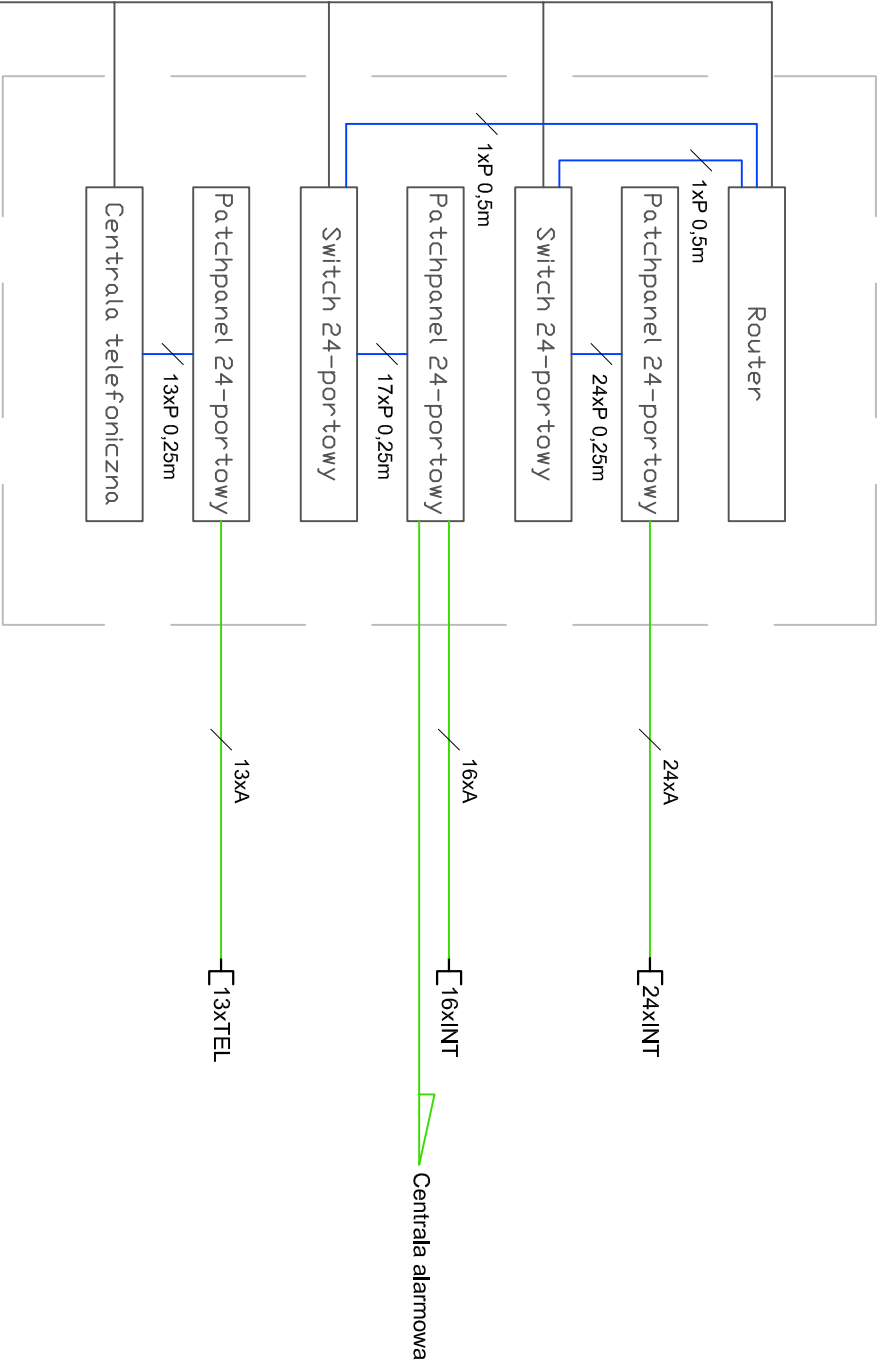 Router
1xP 0,5m
Patchpanel 24-portowy
24xA
24xINT
24xP 0,25m
Switch 24-portowy
1xP 0,5m
Patchpanel 24-portowy
16xA
16xINT
Centrala alarmowa
17xP 0,25m
Switch 24-portowy
Patchpanel 24-portowy
13xA
13xTEL
13xP 0,25m
Centrala telefoniczna